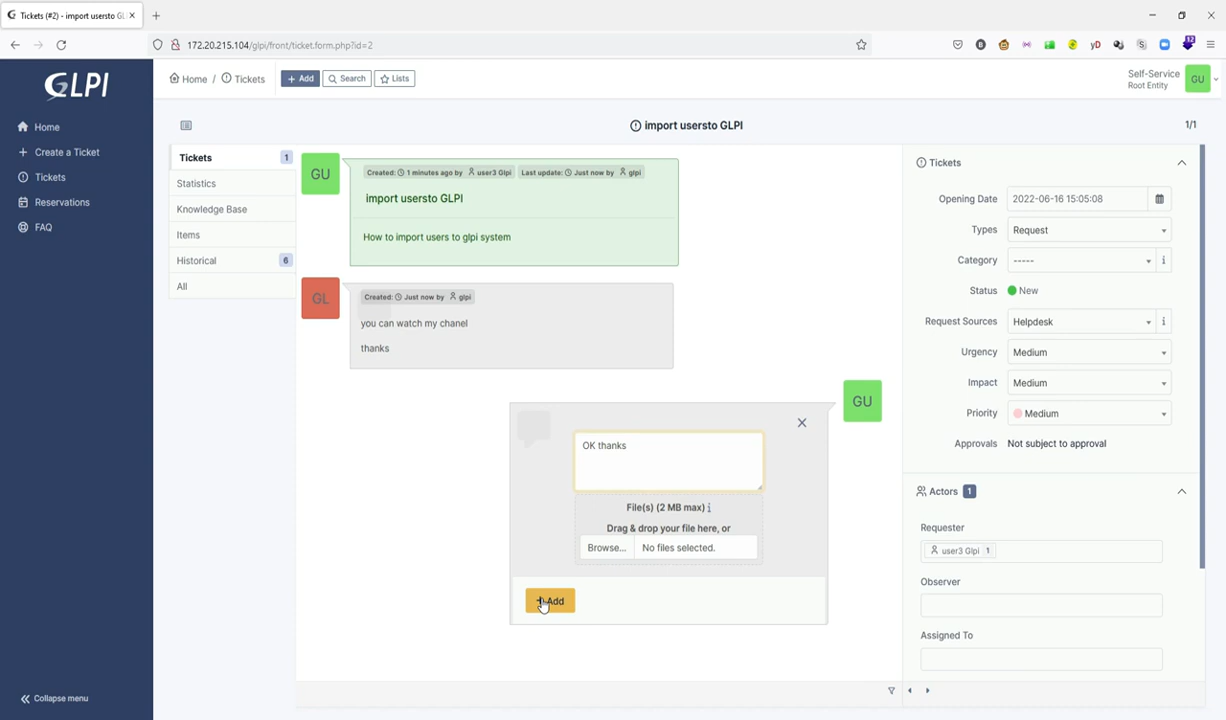 Tickets (#2) - import usersto GL
172.20.215.104/glpi/front/ticket.form.php?id=2
yD
S
12
GLPI
Home / Tickets
+ Add
Search
Lists
Self-Service
Root Entity
GU
Home
Create a Ticket
Tickets
Reservations
FAQ
Collapse menu
import usersto GLPI
1/1
Tickets 1
Statistics
Knowledge Base
Items
Historical 6
All
GU
Created: 1 minutes ago by user3 Glpi Last update: Just now by glpi
import usersto GLPI
How to import users to glpi system
GL
Created: Just now by glpi
you can watch my chanel
thanks
GU
OK thanks
File(s) (2 MB max) i
Drag & drop your file here, or
Browse... No files selected.
Add
Tickets
Opening Date 2022-06-16 15:05:08
Types Request
Category ----- i
Status New
Request Sources Helpdesk i
Urgency Medium
Impact Medium
Priority Medium
Approvals Not subject to approval
Actors 1
Requester
user3 Glpi 1
Observer
Assigned To